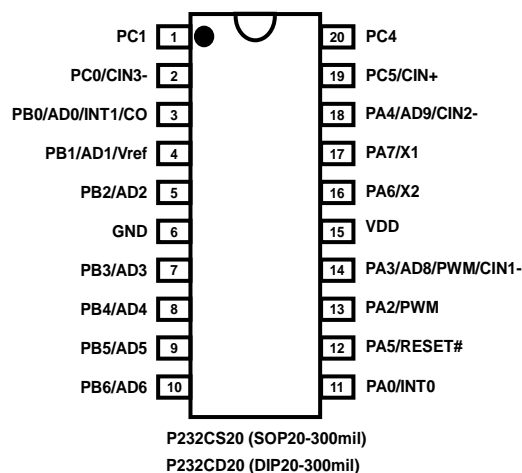 PC1 1 20 PC4
PC0/CIN3- 2 19 PC5/CIN+
PB0/AD0/INT1/CO 3 18 PA4/AD9/CIN2-
PB1/AD1/Vref 4 17 PA7/X1
PB2/AD2 5 16 PA6/X2
GND 6 15 VDD
PB3/AD3 7 14 PA3/AD8/PWM/CIN1-
PB4/AD4 8 13 PA2/PWM
PB5/AD5 9 12 PA5/RESET#
PB6/AD6 10 11 PA0/INT0
P232CS20 (SOP20-300mil)
P232CD20 (DIP20-300mil)